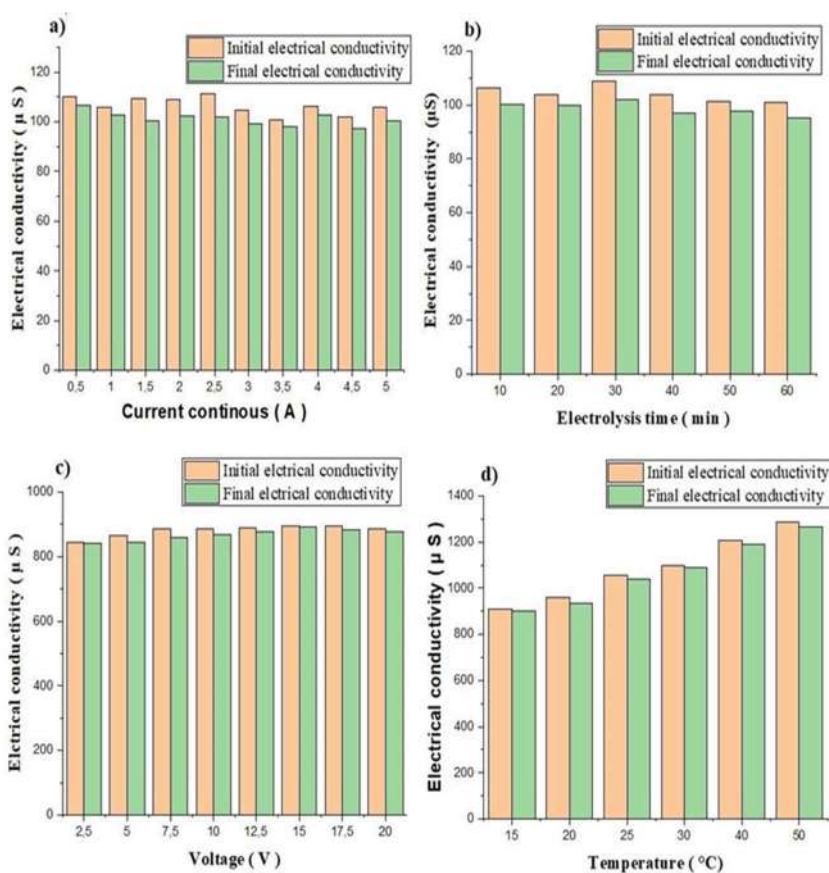 a)
Initial electrical conductivity
Final electrical conductivity
Electrical conductivity ( µ S )
120
100
80
60
40
20
0
0,5 1 1,5 2 2,5 3 3,5 4 4,5 5
Current continous ( A )
b)
Initial electrical conductivity
Final electrical conductivity
Electrical conductivity (µS)
120
100
80
60
40
20
0
10 20 30 40 50 60
Electrolysis time ( min )
c)
Initial elctrical conductivity
Final elctrical conductivity
Elctrical conductivity ( µ S )
1000
800
600
400
200
0
2,5 5 7,5 10 12,5 15 17,5 20
Voltage ( V )
d)
Initial electrical conductivity
Final electrical conductivity
Electrical conductivity ( µ S )
1400
1200
1000
800
600
400
200
0
15 20 25 30 40 50
Temperature ( °C)